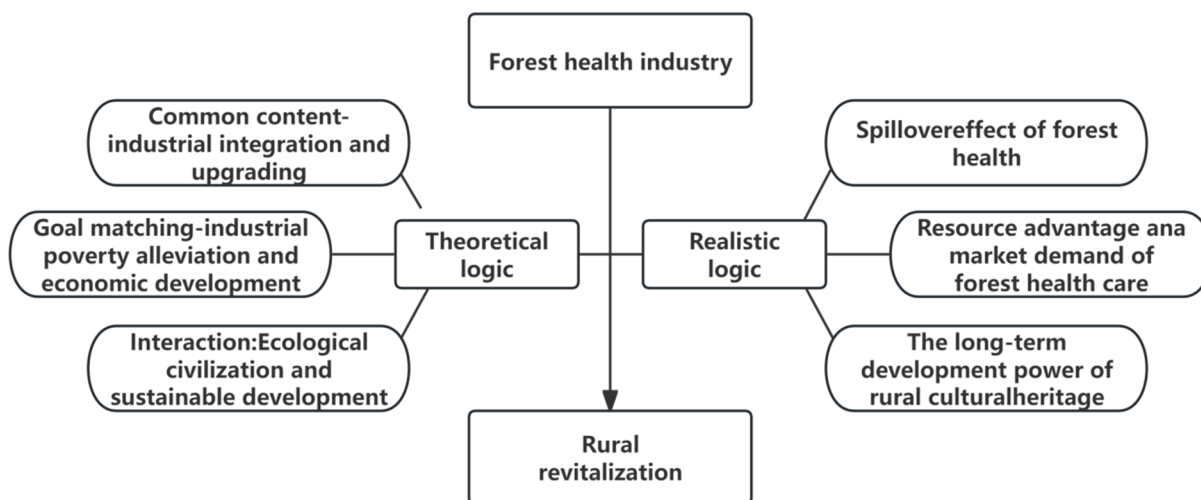 Forest health industry
Common content-
industrial integration and
upgrading
Goal matching-industrial
poverty alleviation and
economic development
Interaction:Ecological
civilization and
sustainable development
Theoretical
logic
Realistic
logic
Spillovereffect of forest
health
Resource advantage ana
market demand of
forest health care
The long-term
development power of
rural culturalheritage
Rural
revitalization